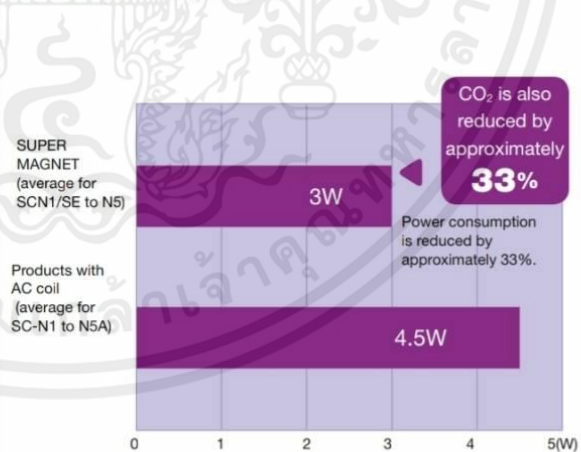 CO₂ is also
reduced by
approximately
33%
SUPER
MAGNET
(average for
SCN1/SE to N5)
3W
Power consumption
is reduced by
approximately 33%.
Products with
AC coil
(average for
SC-N1 to N5A)
4.5W
0 1 2 3 4 5(W)